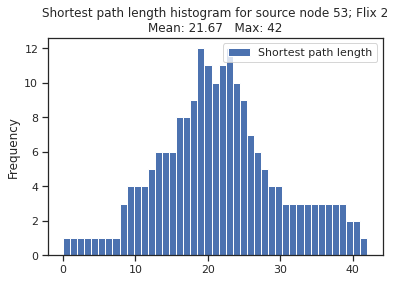 Shortest path length histogram for source node 53; Flix 2
Mean: 21.67   Max: 42
Shortest path length
Frequency
12
10
8
6
4
2
0
0 10 20 30 40